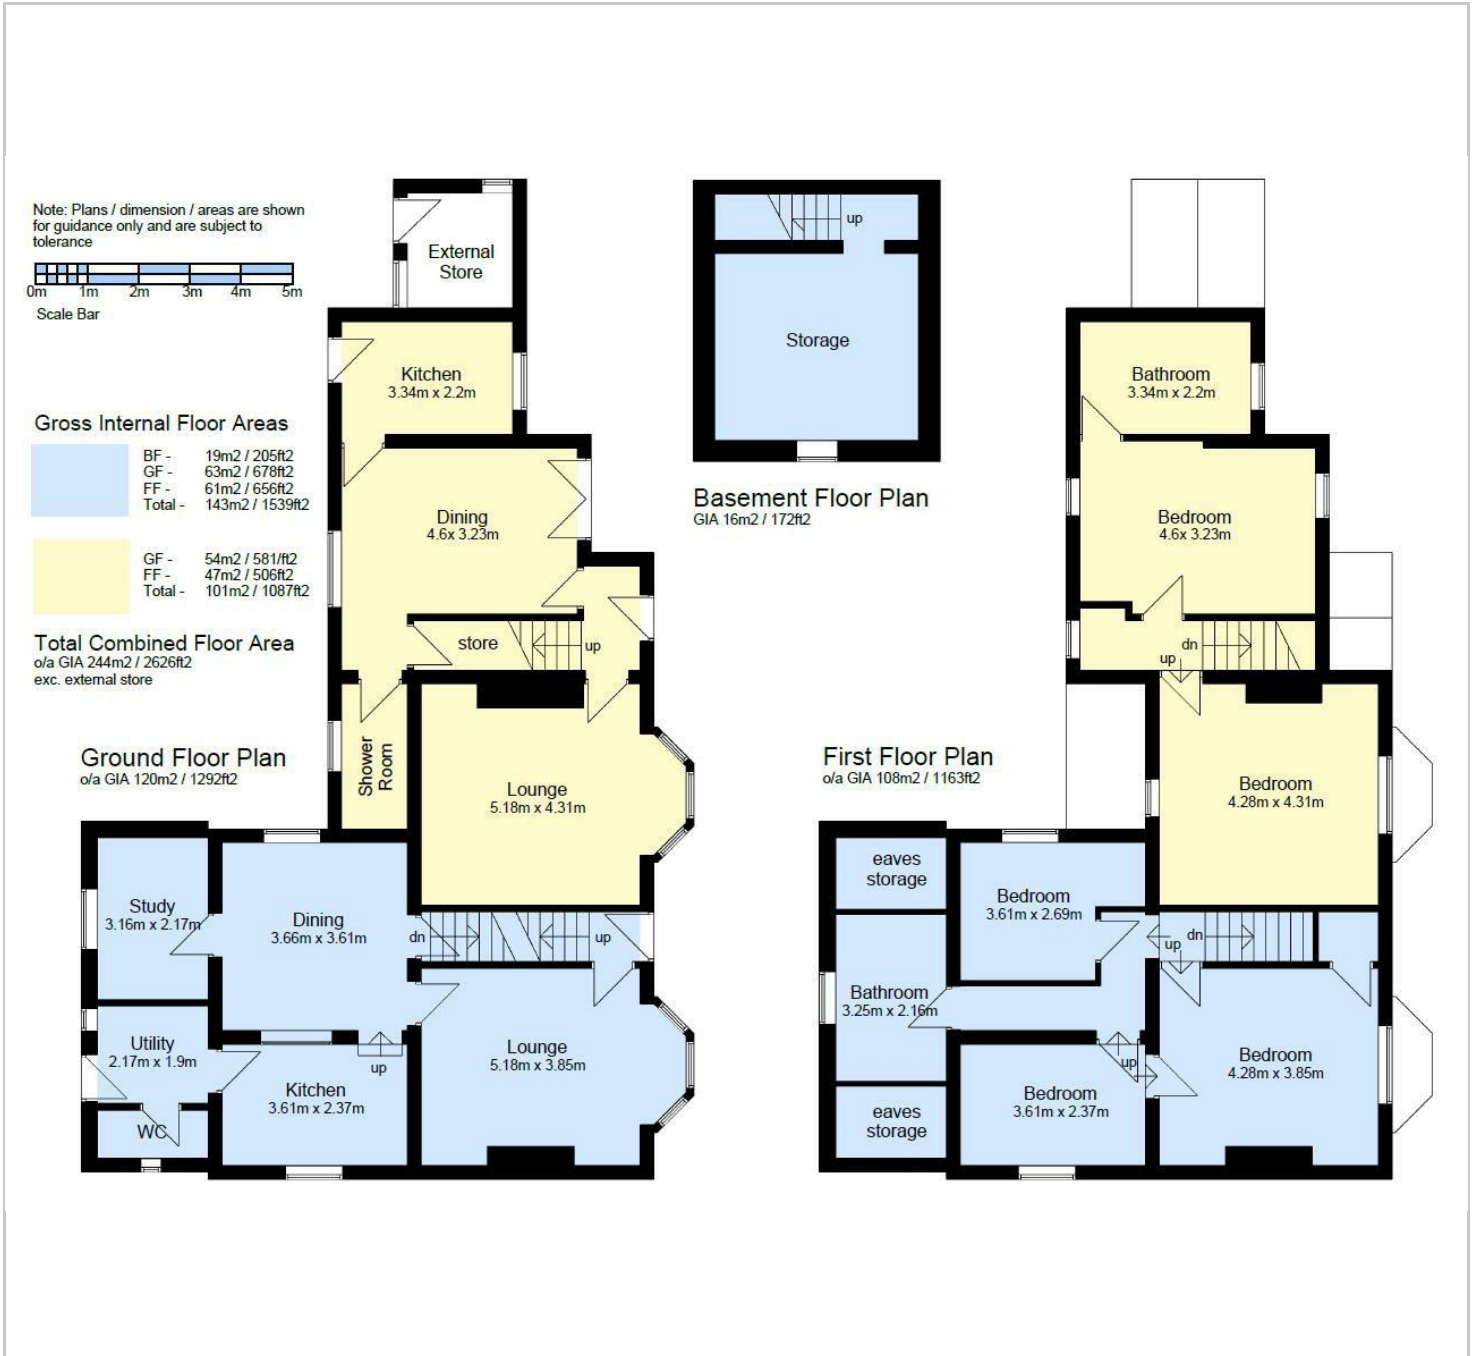 Note: Plans / dimension / areas are shown
for guidance only and are subject to
tolerance
0m 1m 2m 3m 4m 5m
Scale Bar
Gross Internal Floor Areas
BF - 19m2 / 205ft2
GF - 63m2 / 678ft2
FF - 61m2 / 656ft2
Total - 143m2 / 1539ft2
GF - 54m2 / 581/ft2
FF - 47m2 / 506ft2
Total - 101m2 / 1087ft2
Total Combined Floor Area
o/a GIA 244m2 / 2626ft2
exc. external store
Ground Floor Plan
o/a GIA 120m2 / 1292ft2
External
Store
Kitchen
3.34m x 2.2m
Dining
4.6x 3.23m
store
up
Shower
Room
Lounge
5.18m x 4.31m
Study
3.16m x 2.17m
Dining
3.66m x 3.61m
dn
up
Utility
2.17m x 1.9m
Kitchen
3.61m x 2.37m
up
WC
Lounge
5.18m x 3.85m
up
Storage
Basement Floor Plan
GIA 16m2 / 172ft2
First Floor Plan
o/a GIA 108m2 / 1163ft2
Bathroom
3.34m x 2.2m
Bedroom
4.6x 3.23m
dn
up
Bedroom
4.28m x 4.31m
eaves
storage
Bedroom
3.61m x 2.69m
dn
up
Bathroom
3.25m x 2.16m
Bedroom
4.28m x 3.85m
up
Bedroom
3.61m x 2.37m
eaves
storage